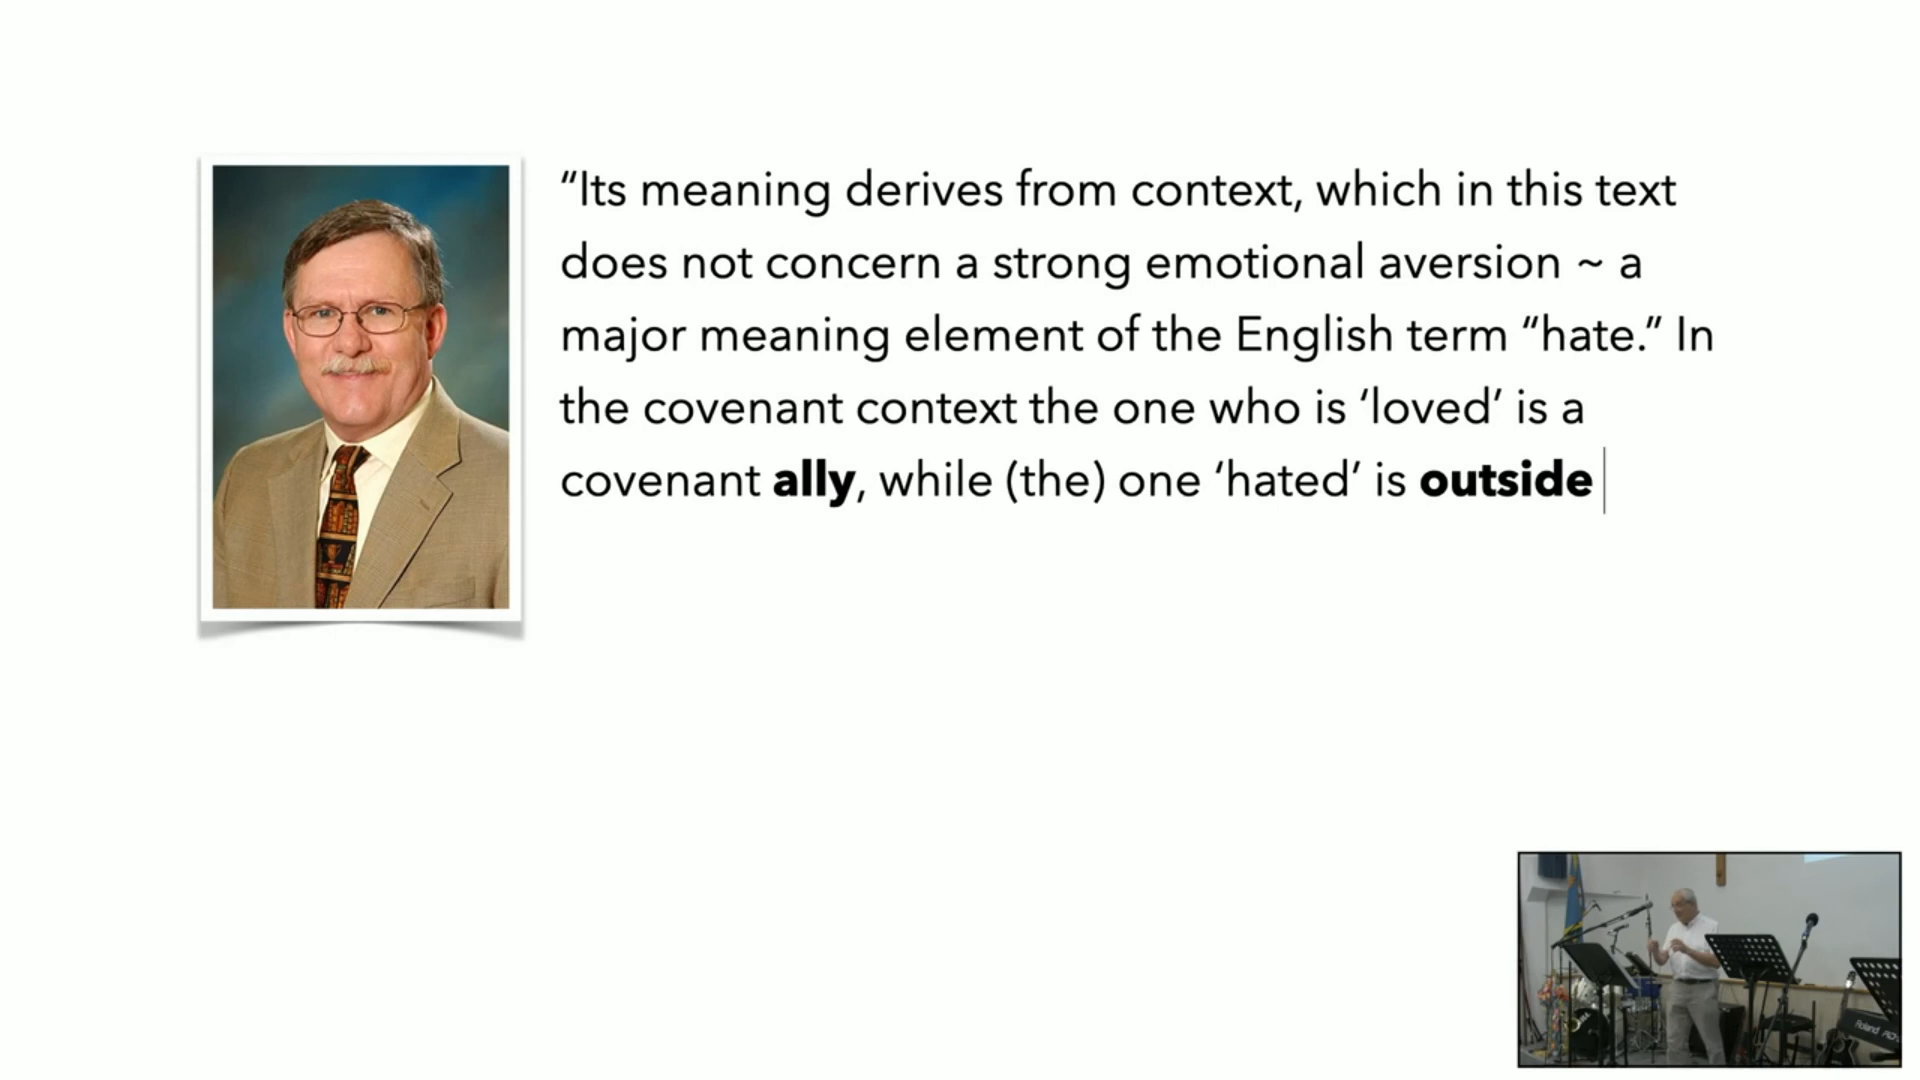 “Its meaning derives from context, which in this text
does not concern a strong emotional aversion ~ a
major meaning element of the English term “hate.” In
the covenant context the one who is ‘loved’ is a
covenant ally, while (the) one ‘hated’ is outside
Roland